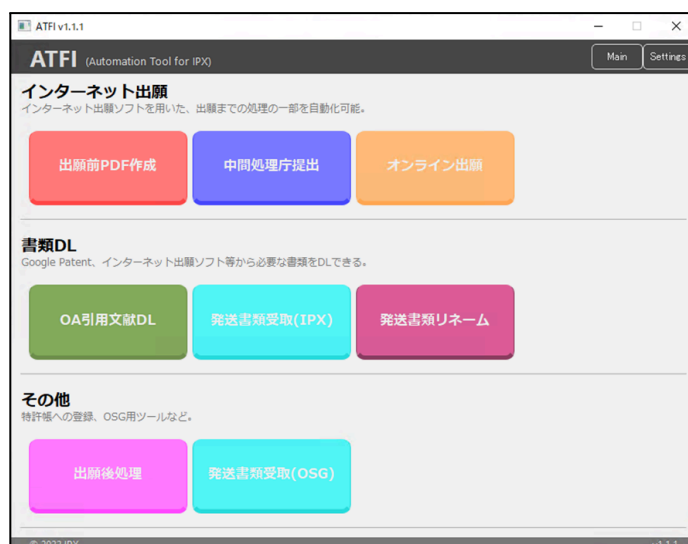 ATFI v1.1.1
ATFI (Automation Tool for IPX)
Main
Settings
インターネット出願
インターネット出願ソフトを用いた、出願までの処理の一部を自動化可能。
出願前PDF作成
中間処理庁提出
オンライン出願
書類DL
Google Patent、インターネット出願ソフト等から必要な書類をDLできる。
OA引用文献DL
発送書類受取(IPX)
発送書類リネーム
その他
特許帳への登録、OSG用ツールなど。
出願後処理
発送書類受取(OSG)
© 2022 IPX
v1.1.1